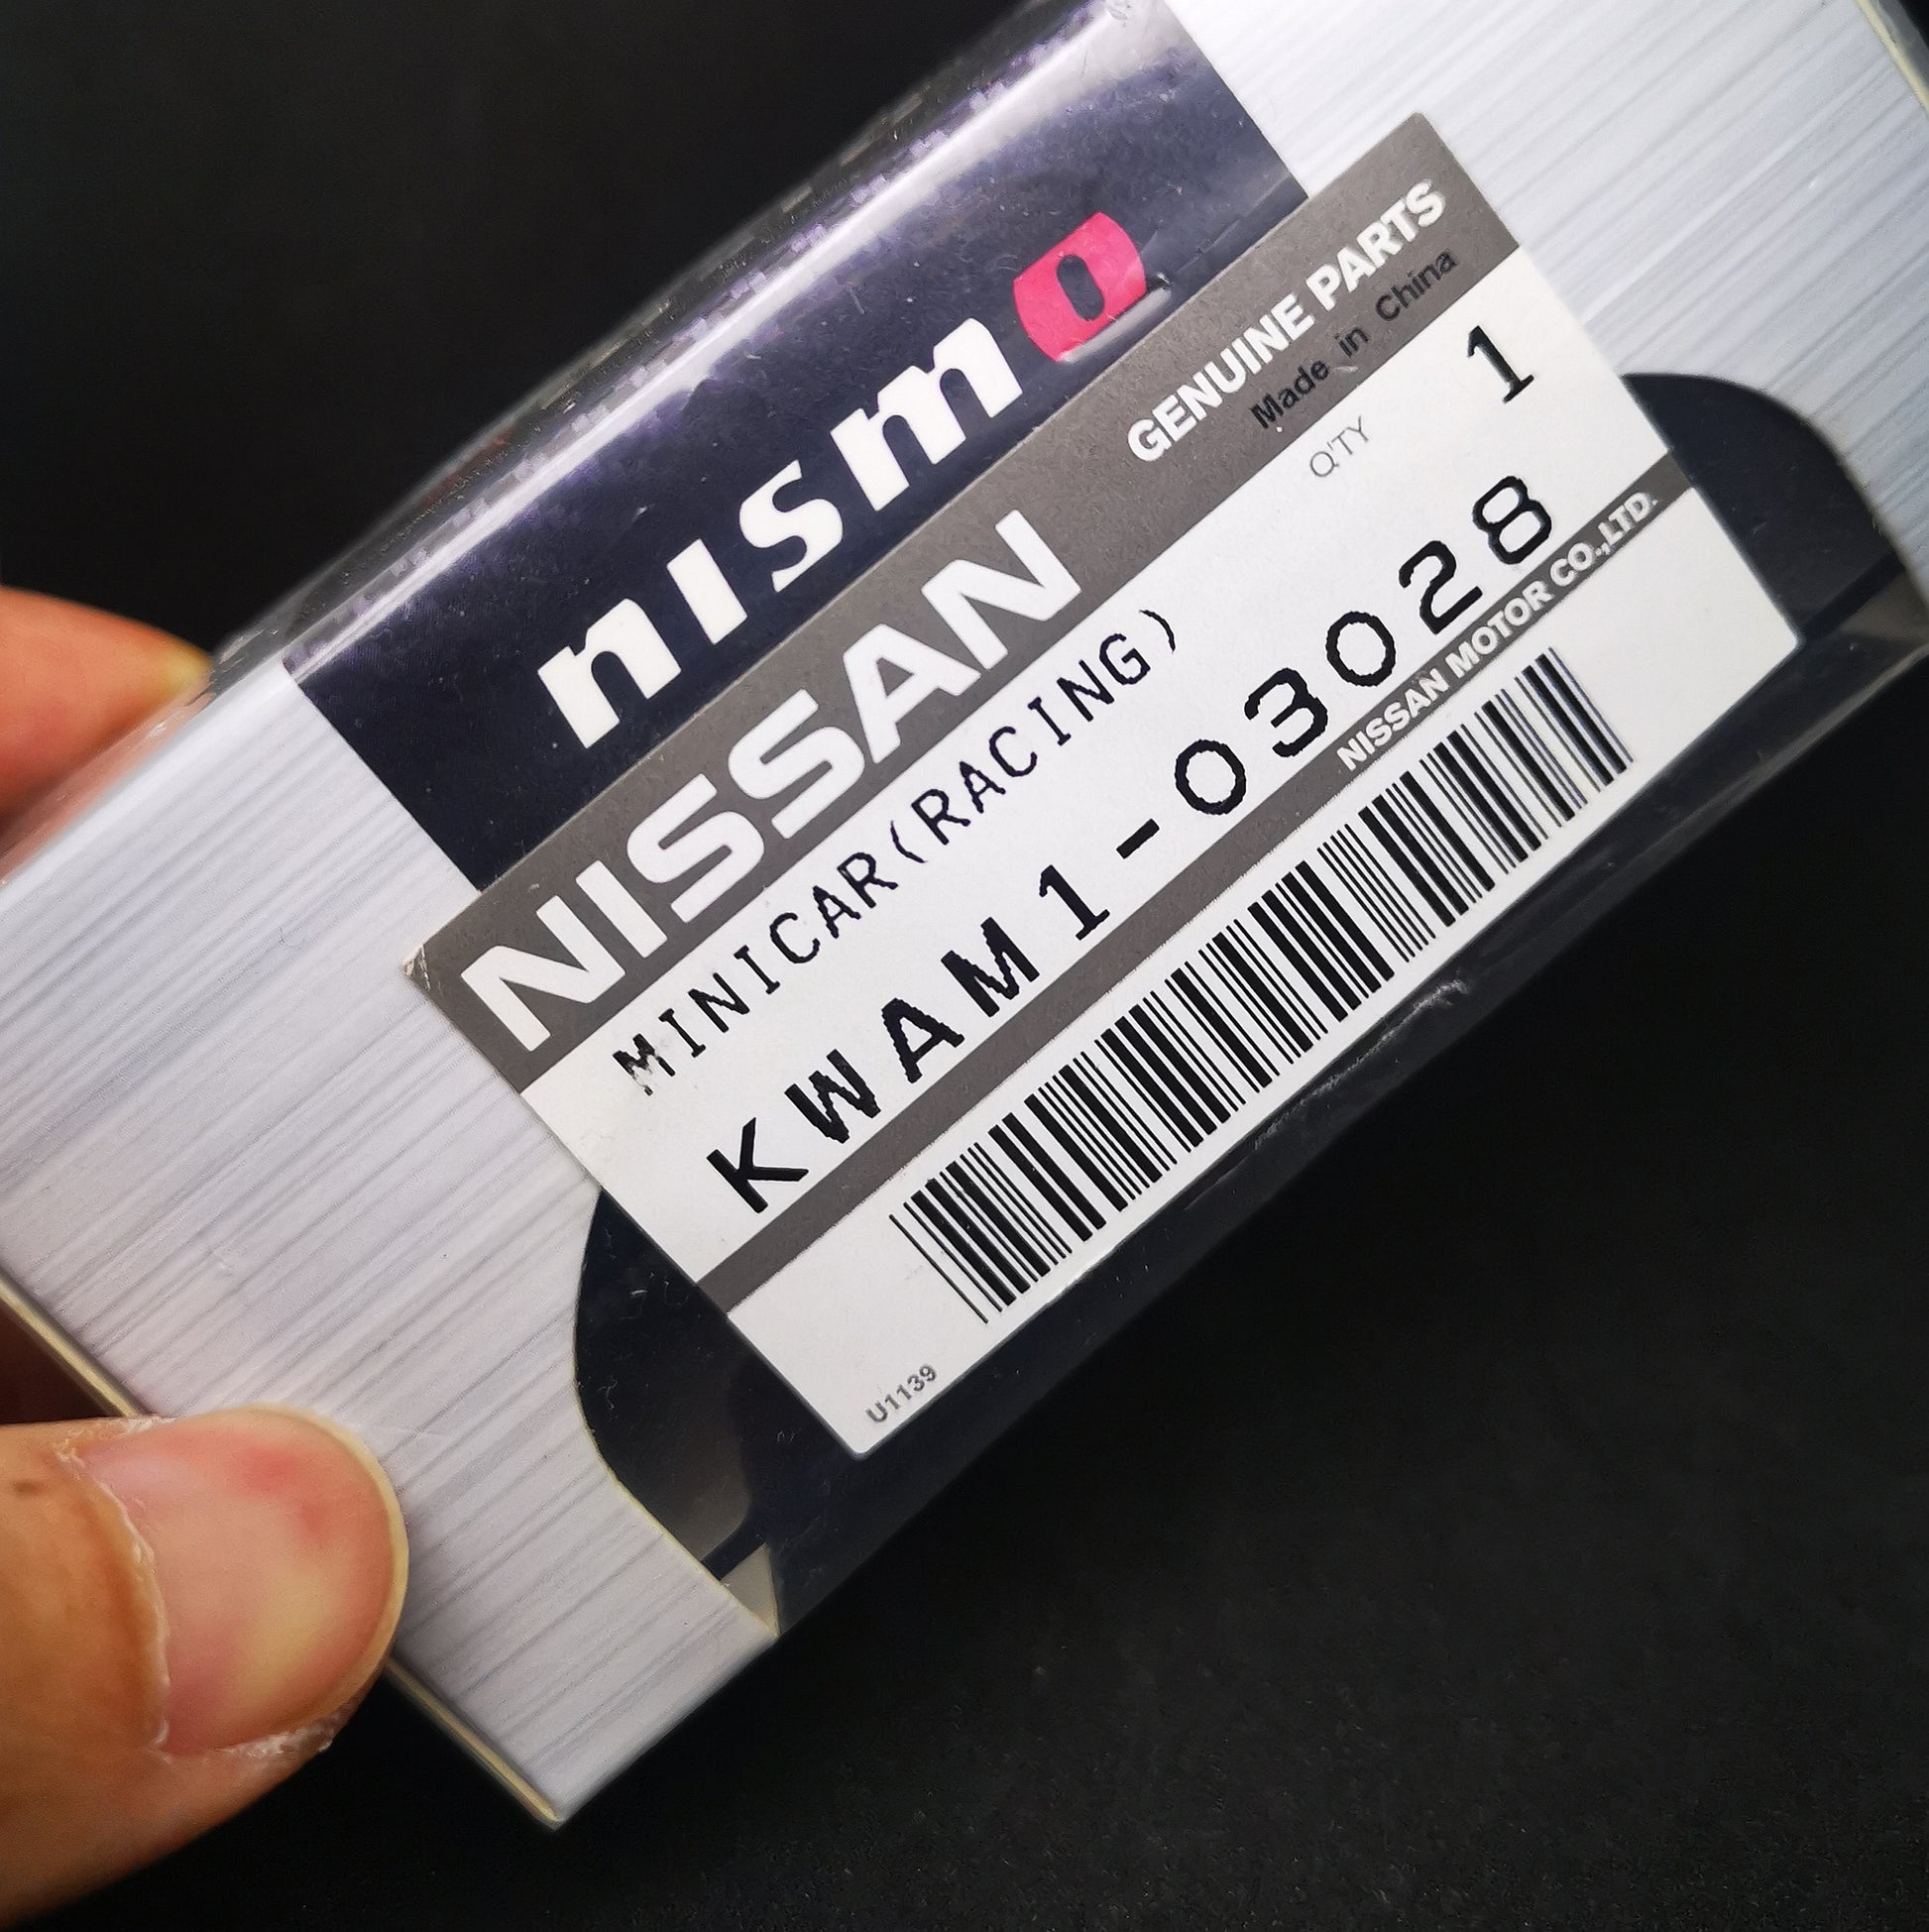 nismo
NISSAN GENUINE PARTS
Made in China
MINICAR(RACING) Q'TY 1
KWAM1-03028
NISSAN MOTOR CO.,LTD.
U1139